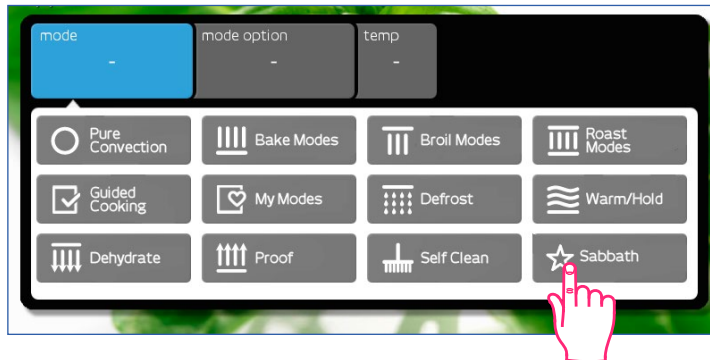 mode
mode option
temp
-
-
-
Pure
Convection
Bake Modes
Broil Modes
Roast
Modes
Guided
Cooking
My Modes
Defrost
Warm/Hold
Dehydrate
Proof
Self Clean
Sabbath